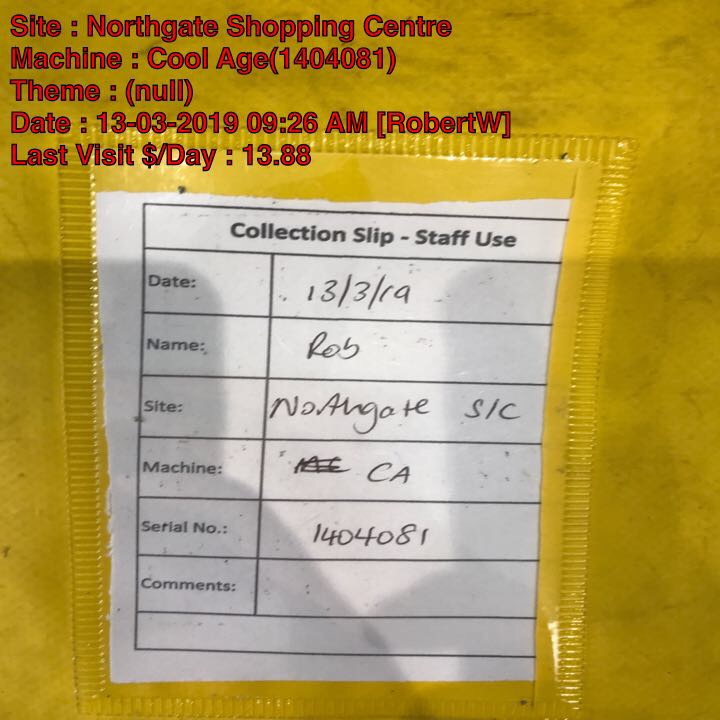 Site : Northgate Shopping Centre
Machine : Cool Age(1404081)
Theme : (null)
Date : 13-03-2019 09:26 AM [RobertW]
Last Visit $/Day : 13.88
Collection Slip - Staff Use
Date: 13/3/19
Name: Rob
Site: Northgate S/C
Machine: CA
Serial No.: 1404081
Comments: